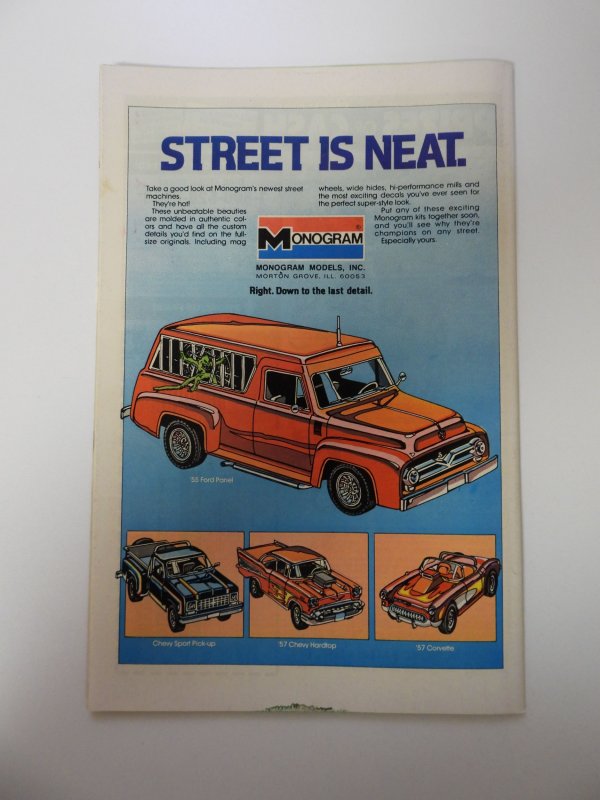 STREET IS NEAT.
Take a good look at Monogram's newest street
machines.
They're hot!
These unbeatable beauties
are molded in authentic col-
ors and have all the custom
details you'd find on the full-
size originals. Including mag
wheels, wide hides, hi-performance mills and
the most exciting decals you've ever seen for
the perfect super-style look.
Put any of these exciting
Monogram kits together soon,
and you'll see why they're
champions on any street.
Especially yours.
MONOGRAM®
MONOGRAM MODELS, INC.
MORTON GROVE, ILL. 60053
Right. Down to the last detail.
'55 Ford Panel
Chevy Sport Pick-up
'57 Chevy Hardtop
'57 Corvette